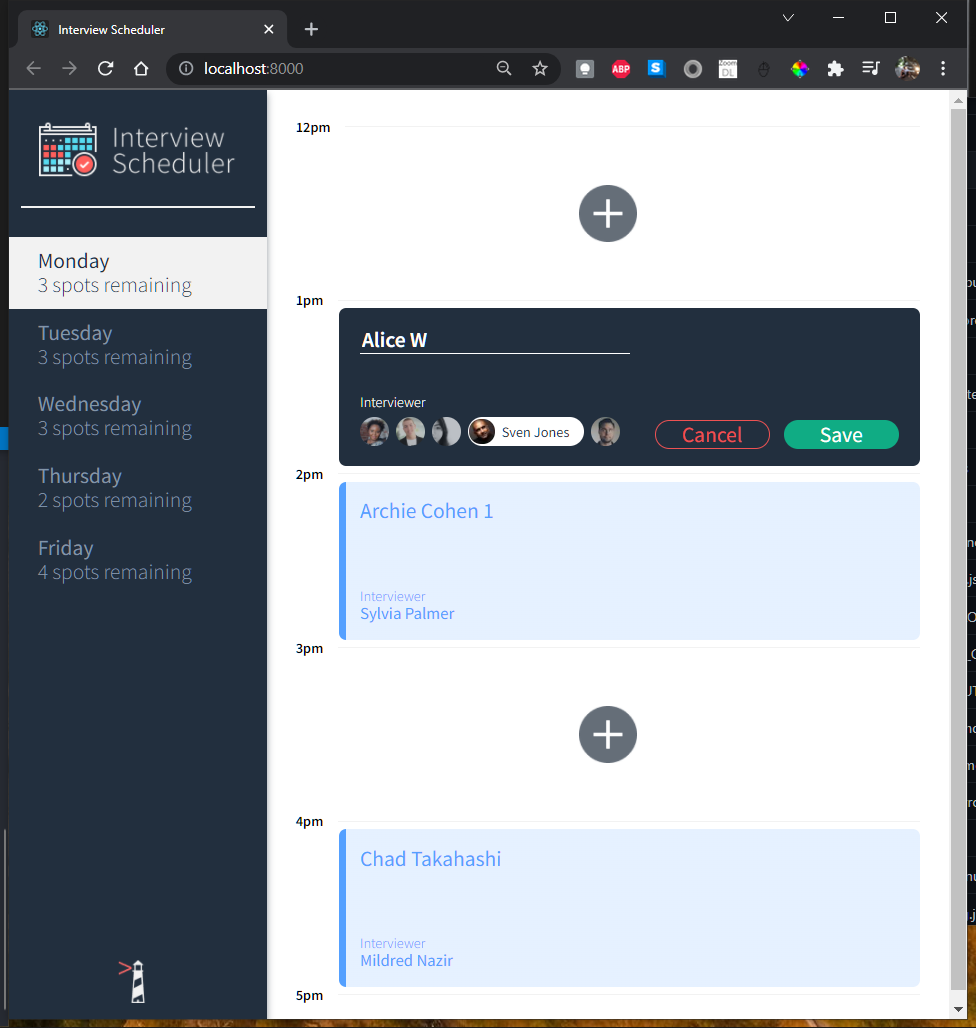 Interview Scheduler
localhost:8000
ABP
S
Zoom
DL
Interview
Scheduler
Monday
3 spots remaining
Tuesday
3 spots remaining
Wednesday
3 spots remaining
Thursday
2 spots remaining
Friday
4 spots remaining
12pm
1pm
Alice W
Interviewer
Sven Jones
Cancel
Save
2pm
Archie Cohen 1
Interviewer
Sylvia Palmer
3pm
4pm
Chad Takahashi
Interviewer
Mildred Nazir
5pm